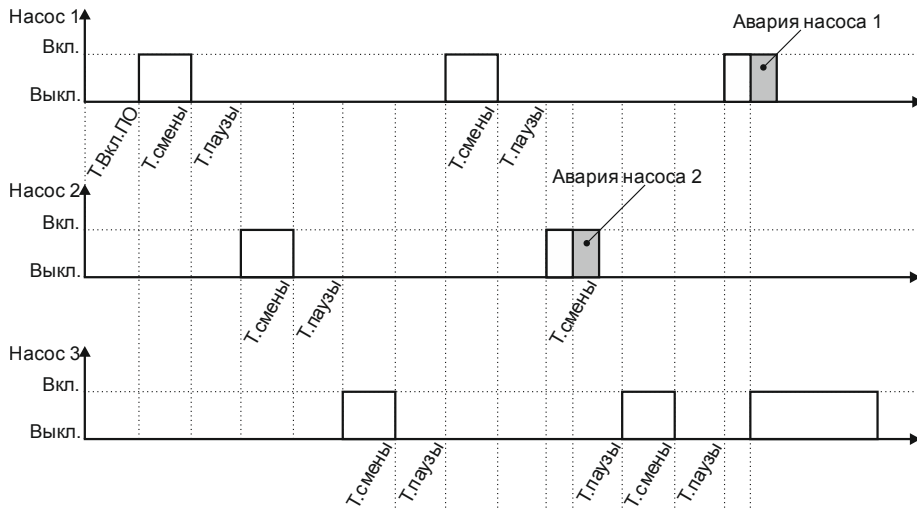 Насос 1
Авария насоса 1
Вкл.
Выкл.
Т.Вкл.ПО
Т.смены
Т.паузы
Т.смены
Т.паузы
Насос 2
Авария насоса 2
Вкл.
Выкл.
Т.смены
Т.паузы
Т.смены
Насос 3
Вкл.
Выкл.
Т.смены
Т.паузы
Т.паузы
Т.смены
Т.паузы